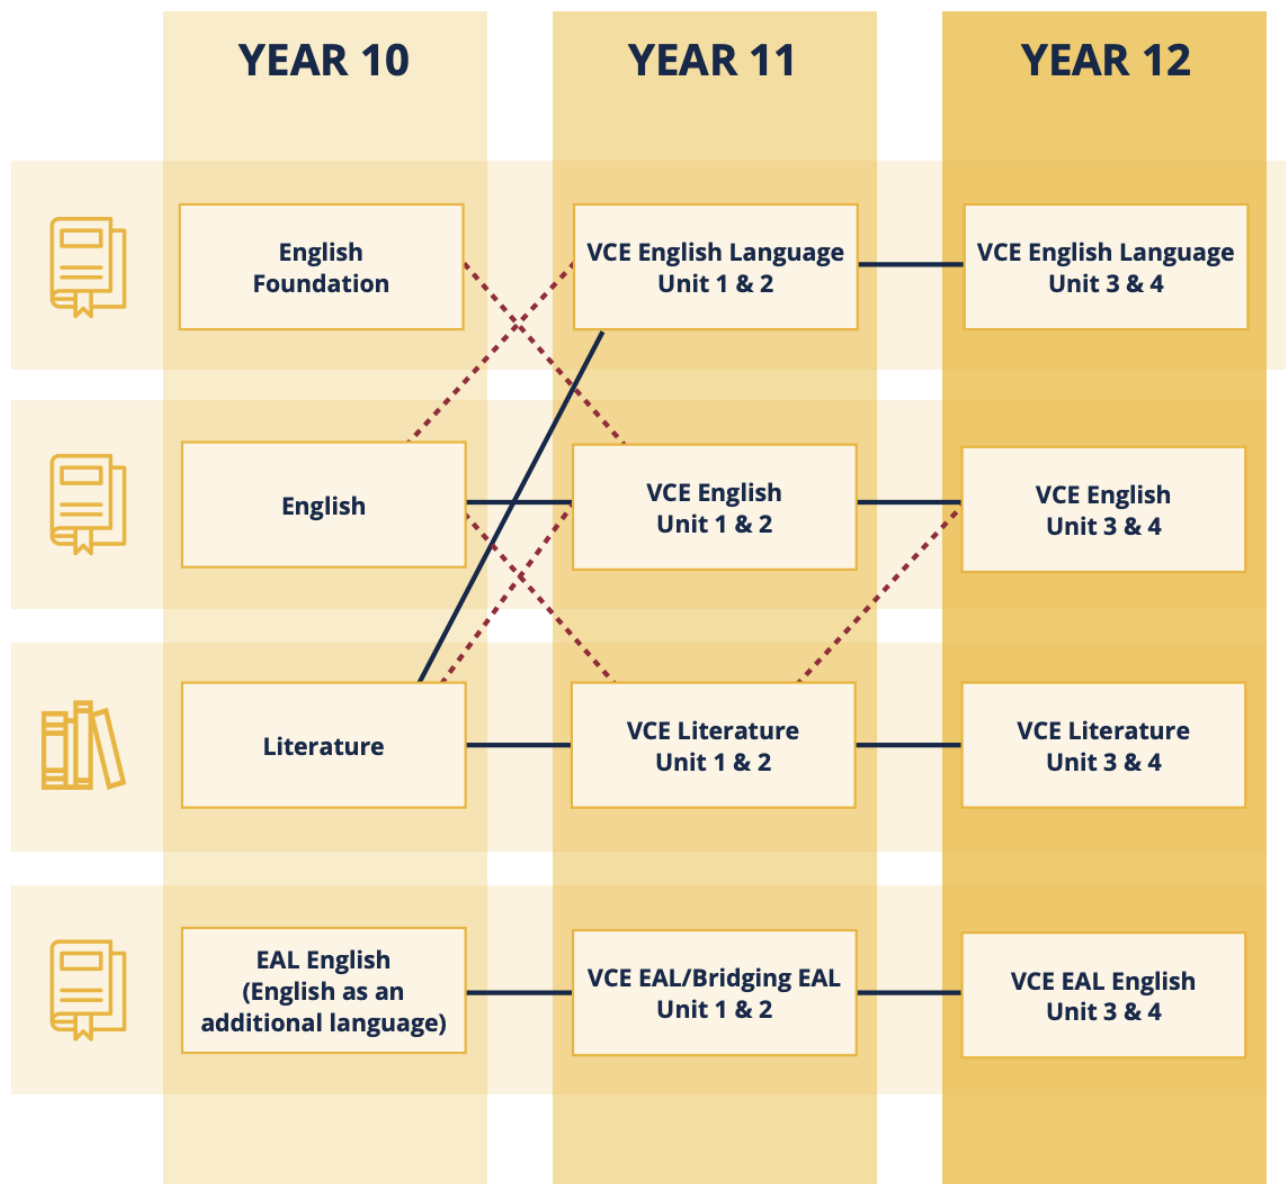 YEAR 10
YEAR 11
YEAR 12
English
Foundation
VCE English Language
Unit 1 & 2
VCE English Language
Unit 3 & 4
English
VCE English
Unit 1 & 2
VCE English
Unit 3 & 4
Literature
VCE Literature
Unit 1 & 2
VCE Literature
Unit 3 & 4
EAL English
(English as an
additional language)
VCE EAL/Bridging EAL
Unit 1 & 2
VCE EAL English
Unit 3 & 4